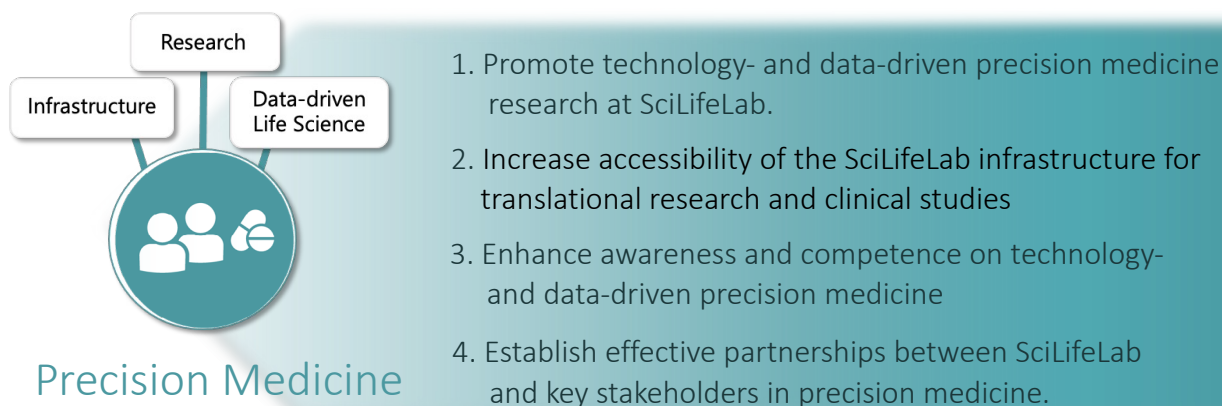 Research
Infrastructure
Data-driven
Life Science
Precision Medicine
1. Promote technology- and data-driven precision medicine
research at SciLifeLab.
2. Increase accessibility of the SciLifeLab infrastructure for
translational research and clinical studies
3. Enhance awareness and competence on technology-
and data-driven precision medicine
4. Establish effective partnerships between SciLifeLab
and key stakeholders in precision medicine.